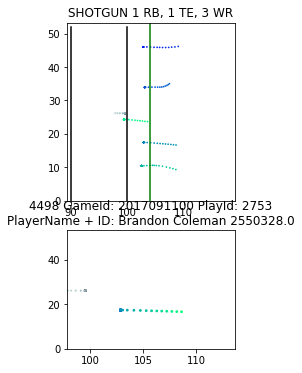 SHOTGUN 1 RB, 1 TE, 3 WR
50
40
30
20
10
0
90 100 110
4498 GameId: 2017091100 PlayId: 2753
PlayerName + ID: Brandon Coleman 2550328.0
40
20
0
100 105 110